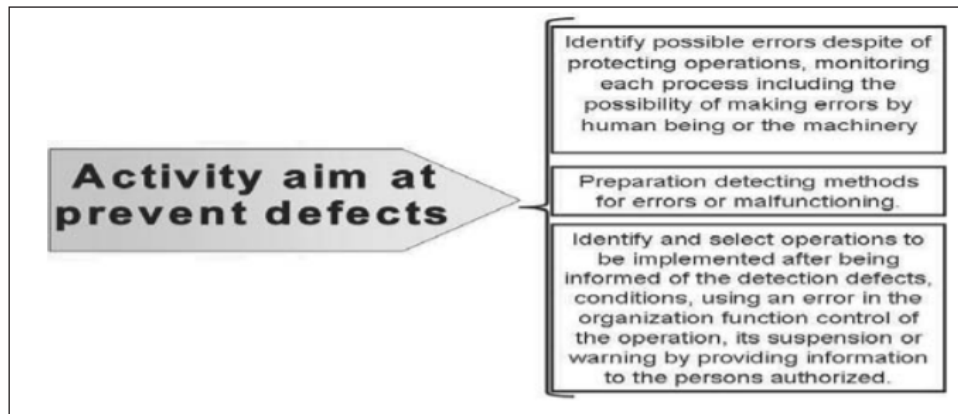 Activity aim at
prevent defects
Identify possible errors despite of
protecting operations, monitoring
each process including the
possibility of making errors by
human being or the machinery
Preparation detecting methods
for errors or malfunctioning.
Identify and select operations to
be implemented after being
informed of the detection defects,
conditions, using an error in the
organization function control of
the operation, its suspension or
warning by providing information
to the persons authorized.